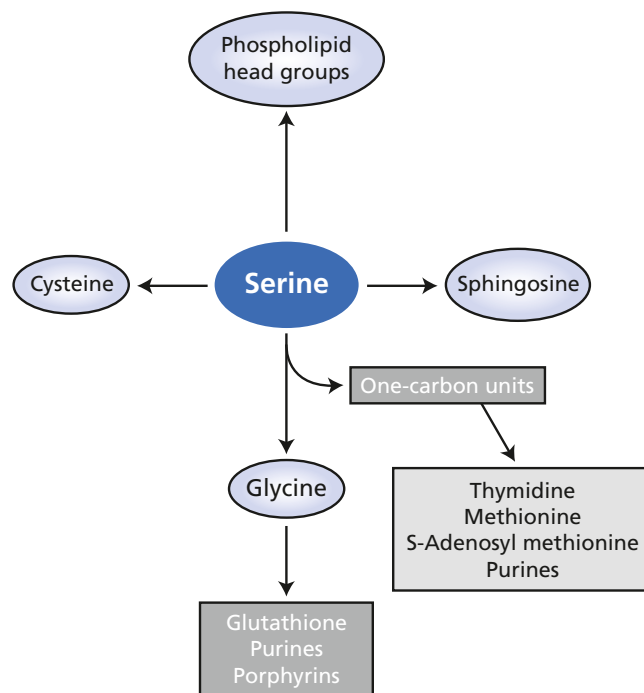 Phospholipid
head groups
Cysteine
Serine
Sphingosine
One-carbon units
Glycine
Thymidine
Methionine
S-Adenosyl methionine
Purines
Glutathione
Purines
Porphyrins